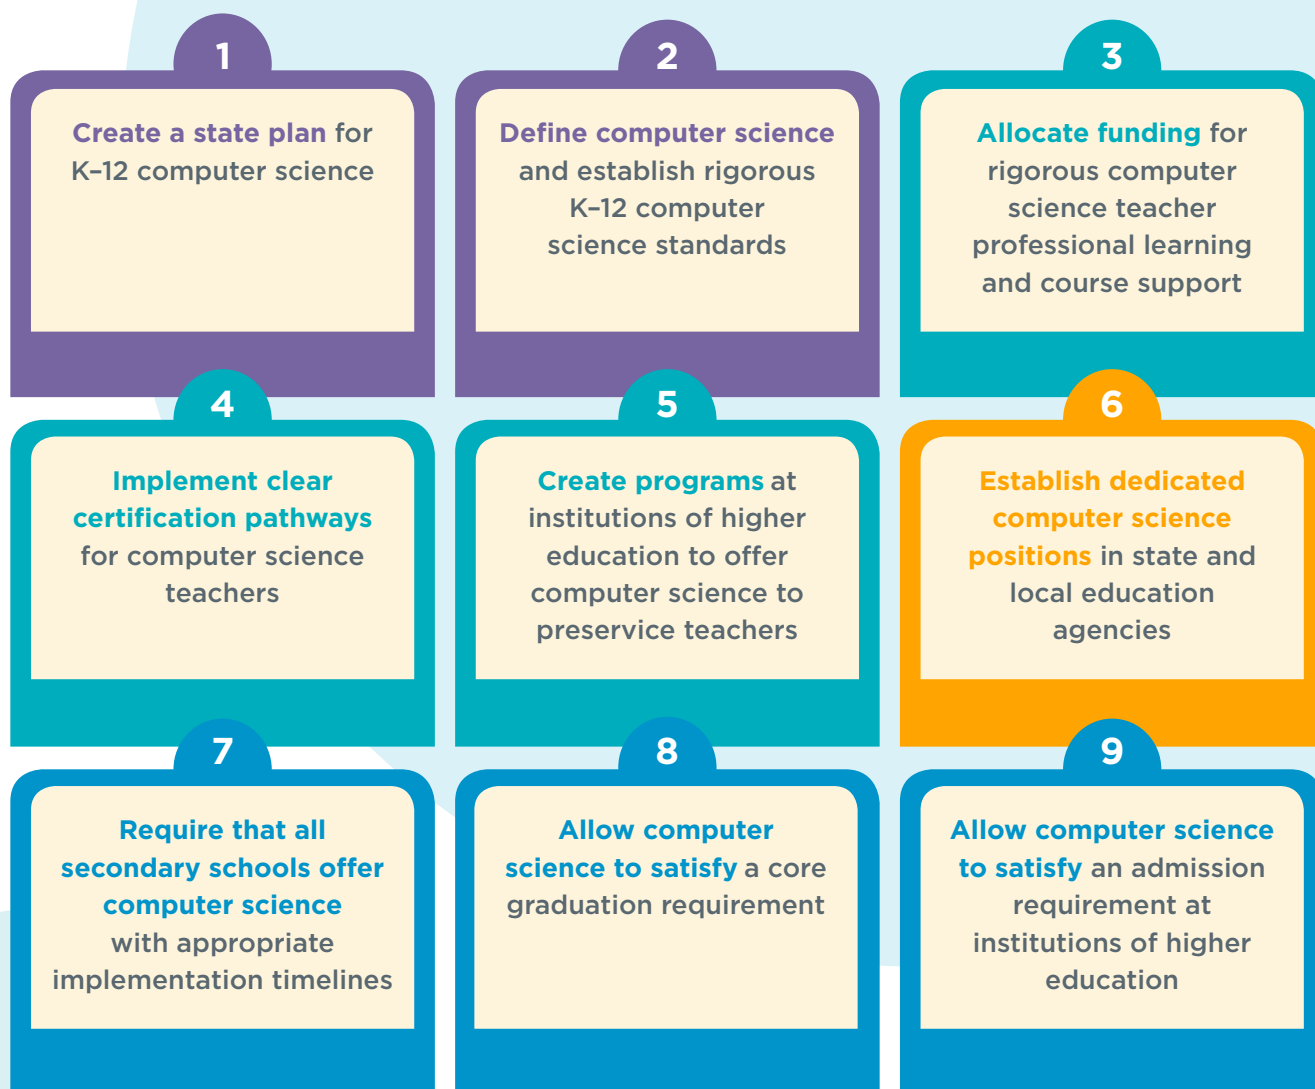 1
Create a state plan for
K–12 computer science
2
Define computer science
and establish rigorous
K–12 computer
science standards
3
Allocate funding for
rigorous computer
science teacher
professional learning
and course support
4
Implement clear
certification pathways
for computer science
teachers
5
Create programs at
institutions of higher
education to offer
computer science to
preservice teachers
6
Establish dedicated
computer science
positions in state and
local education
agencies
7
Require that all
secondary schools offer
computer science
with appropriate
implementation timelines
8
Allow computer
science to satisfy a core
graduation requirement
9
Allow computer science
to satisfy an admission
requirement at
institutions of higher
education